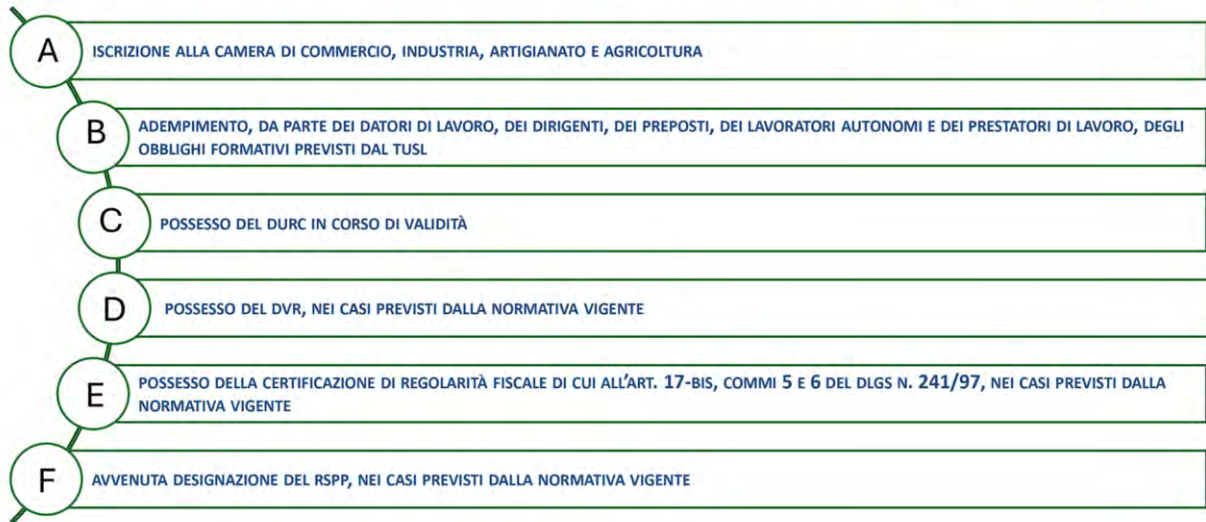 A
ISCRIZIONE ALLA CAMERA DI COMMERCIO, INDUSTRIA, ARTIGIANATO E AGRICOLTURA
B
ADEMPIMENTO, DA PARTE DEI DATORI DI LAVORO, DEI DIRIGENTI, DEI PREPOSTI, DEI LAVORATORI AUTONOMI E DEI PRESTATORI DI LAVORO, DEGLI
OBBLIGHI FORMATIVI PREVISTI DAL TUSL
C
POSSESSO DEL DURC IN CORSO DI VALIDITÀ
D
POSSESSO DEL DVR, NEI CASI PREVISTI DALLA NORMATIVA VIGENTE
E
POSSESSO DELLA CERTIFICAZIONE DI REGOLARITÀ FISCALE DI CUI ALL'ART. 17-BIS, COMMI 5 E 6 DEL DLGS N. 241/97, NEI CASI PREVISTI DALLA
NORMATIVA VIGENTE
F
AVVENUTA DESIGNAZIONE DEL RSPP, NEI CASI PREVISTI DALLA NORMATIVA VIGENTE